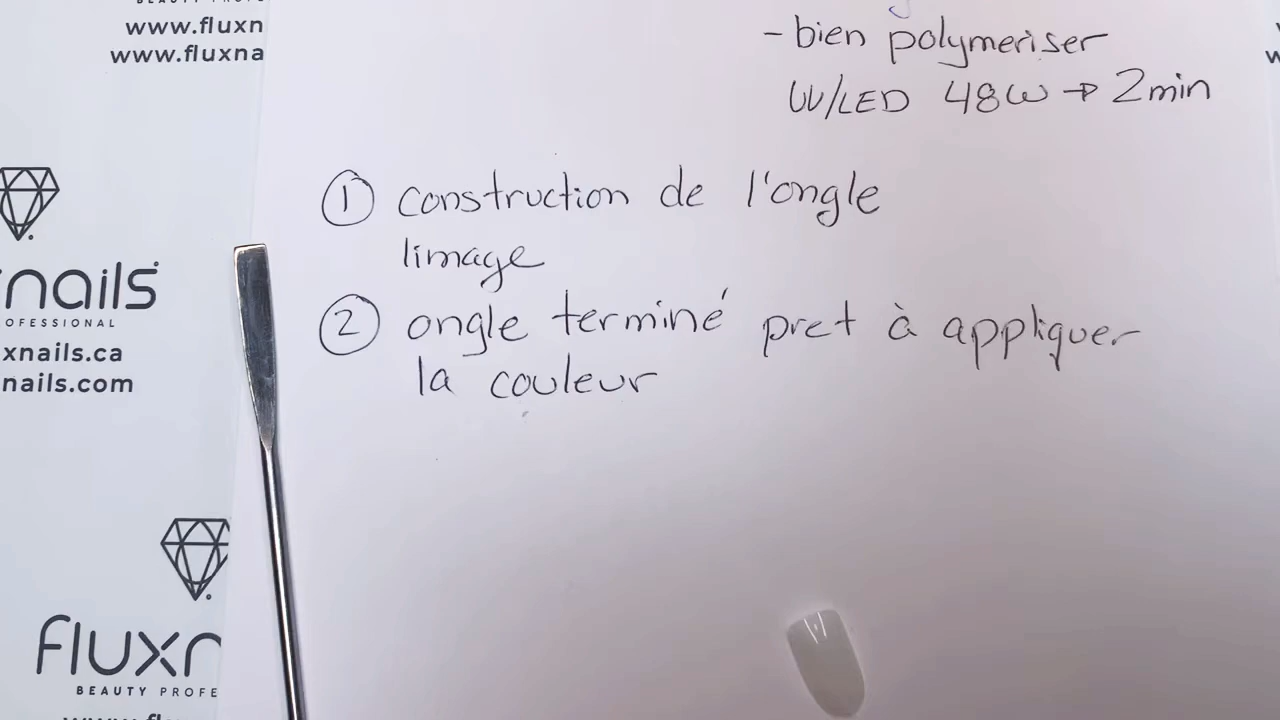 www.fluxn
www.fluxna
nails
OFESSIONAL
xnails.ca
nails.com
fluxn
BEAUTY PROFE
- bien polymeriser
UV/LED 48W → 2min
① construction de l'ongle
limage
② ongle terminé pret à appliquer
la couleur